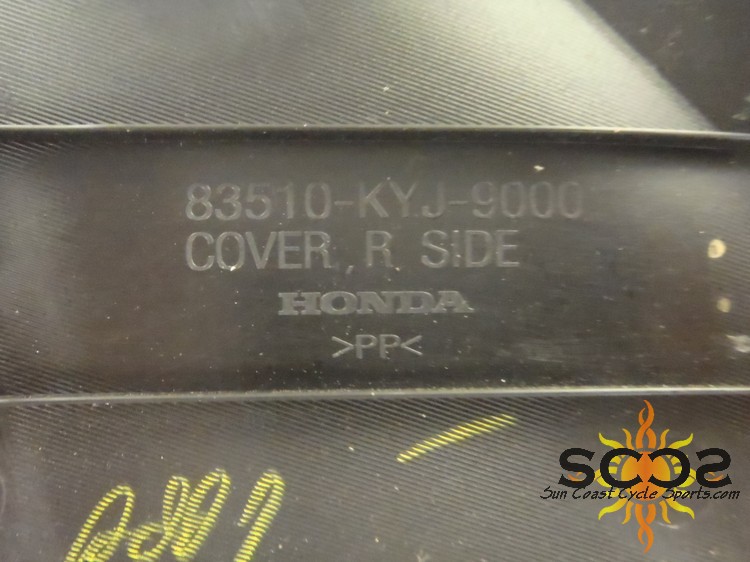 83510-KYJ-9000
COVER, R SIDE
HONDA
>PP<
SCCS
Sun Coast Cycle Sports.com